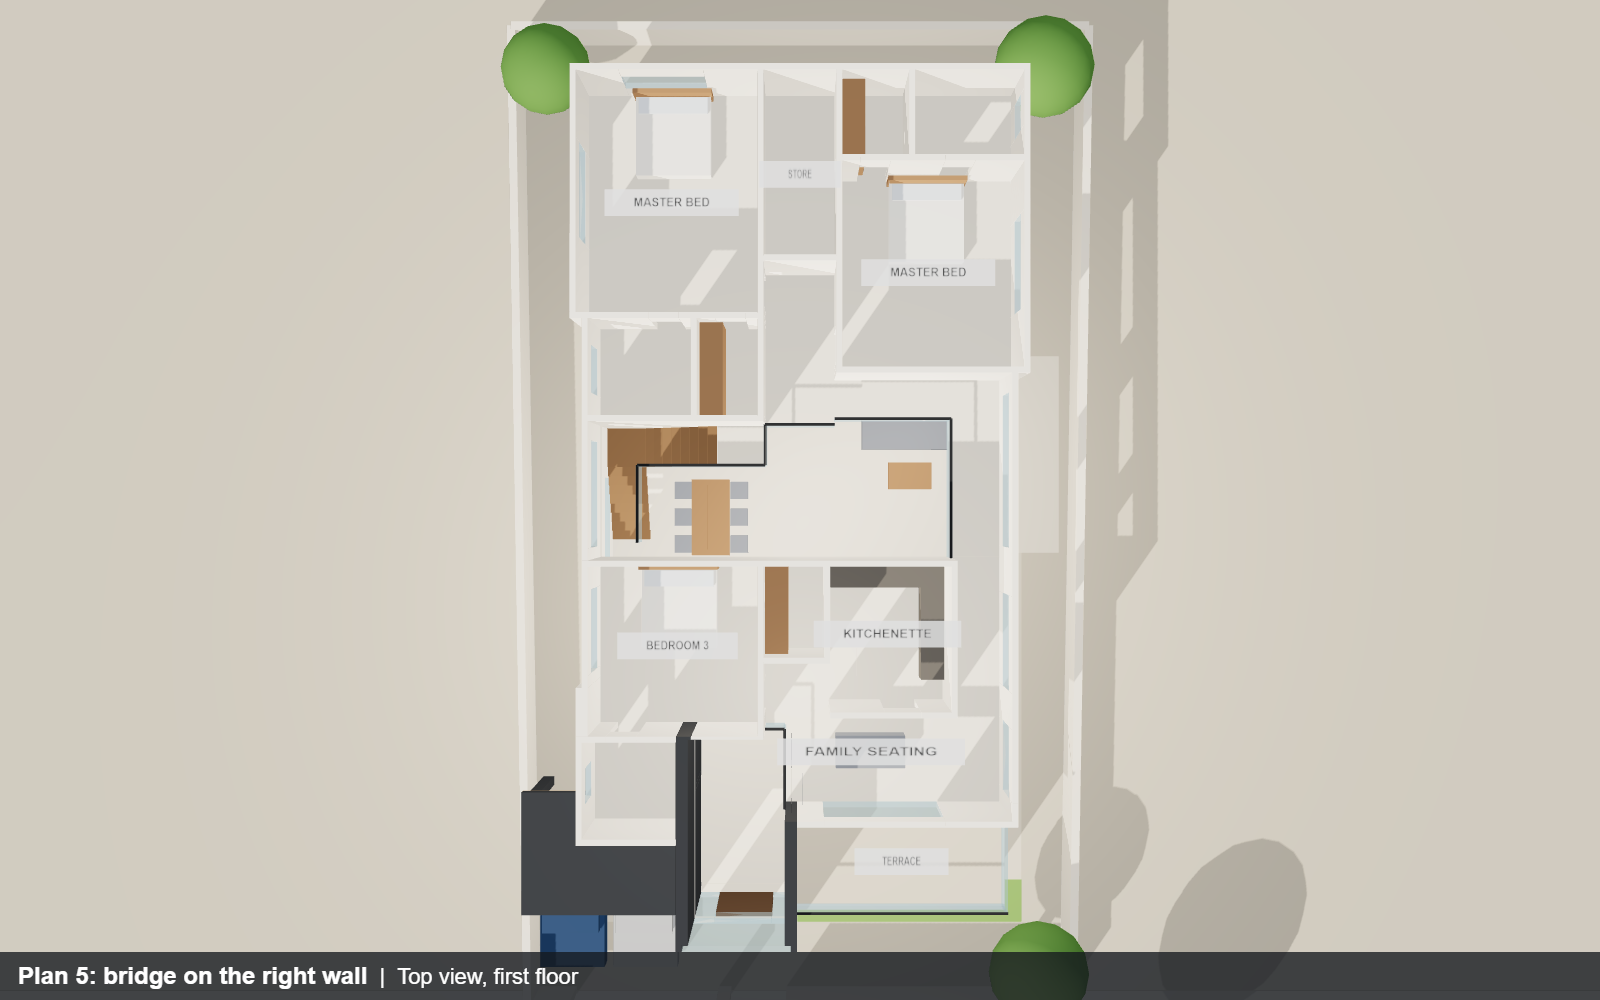 STORE
MASTER BED
MASTER BED
KITCHENETTE
BEDROOM 3
FAMILY SEATING
TERRACE
Plan 5: bridge on the right wall | Top view, first floor